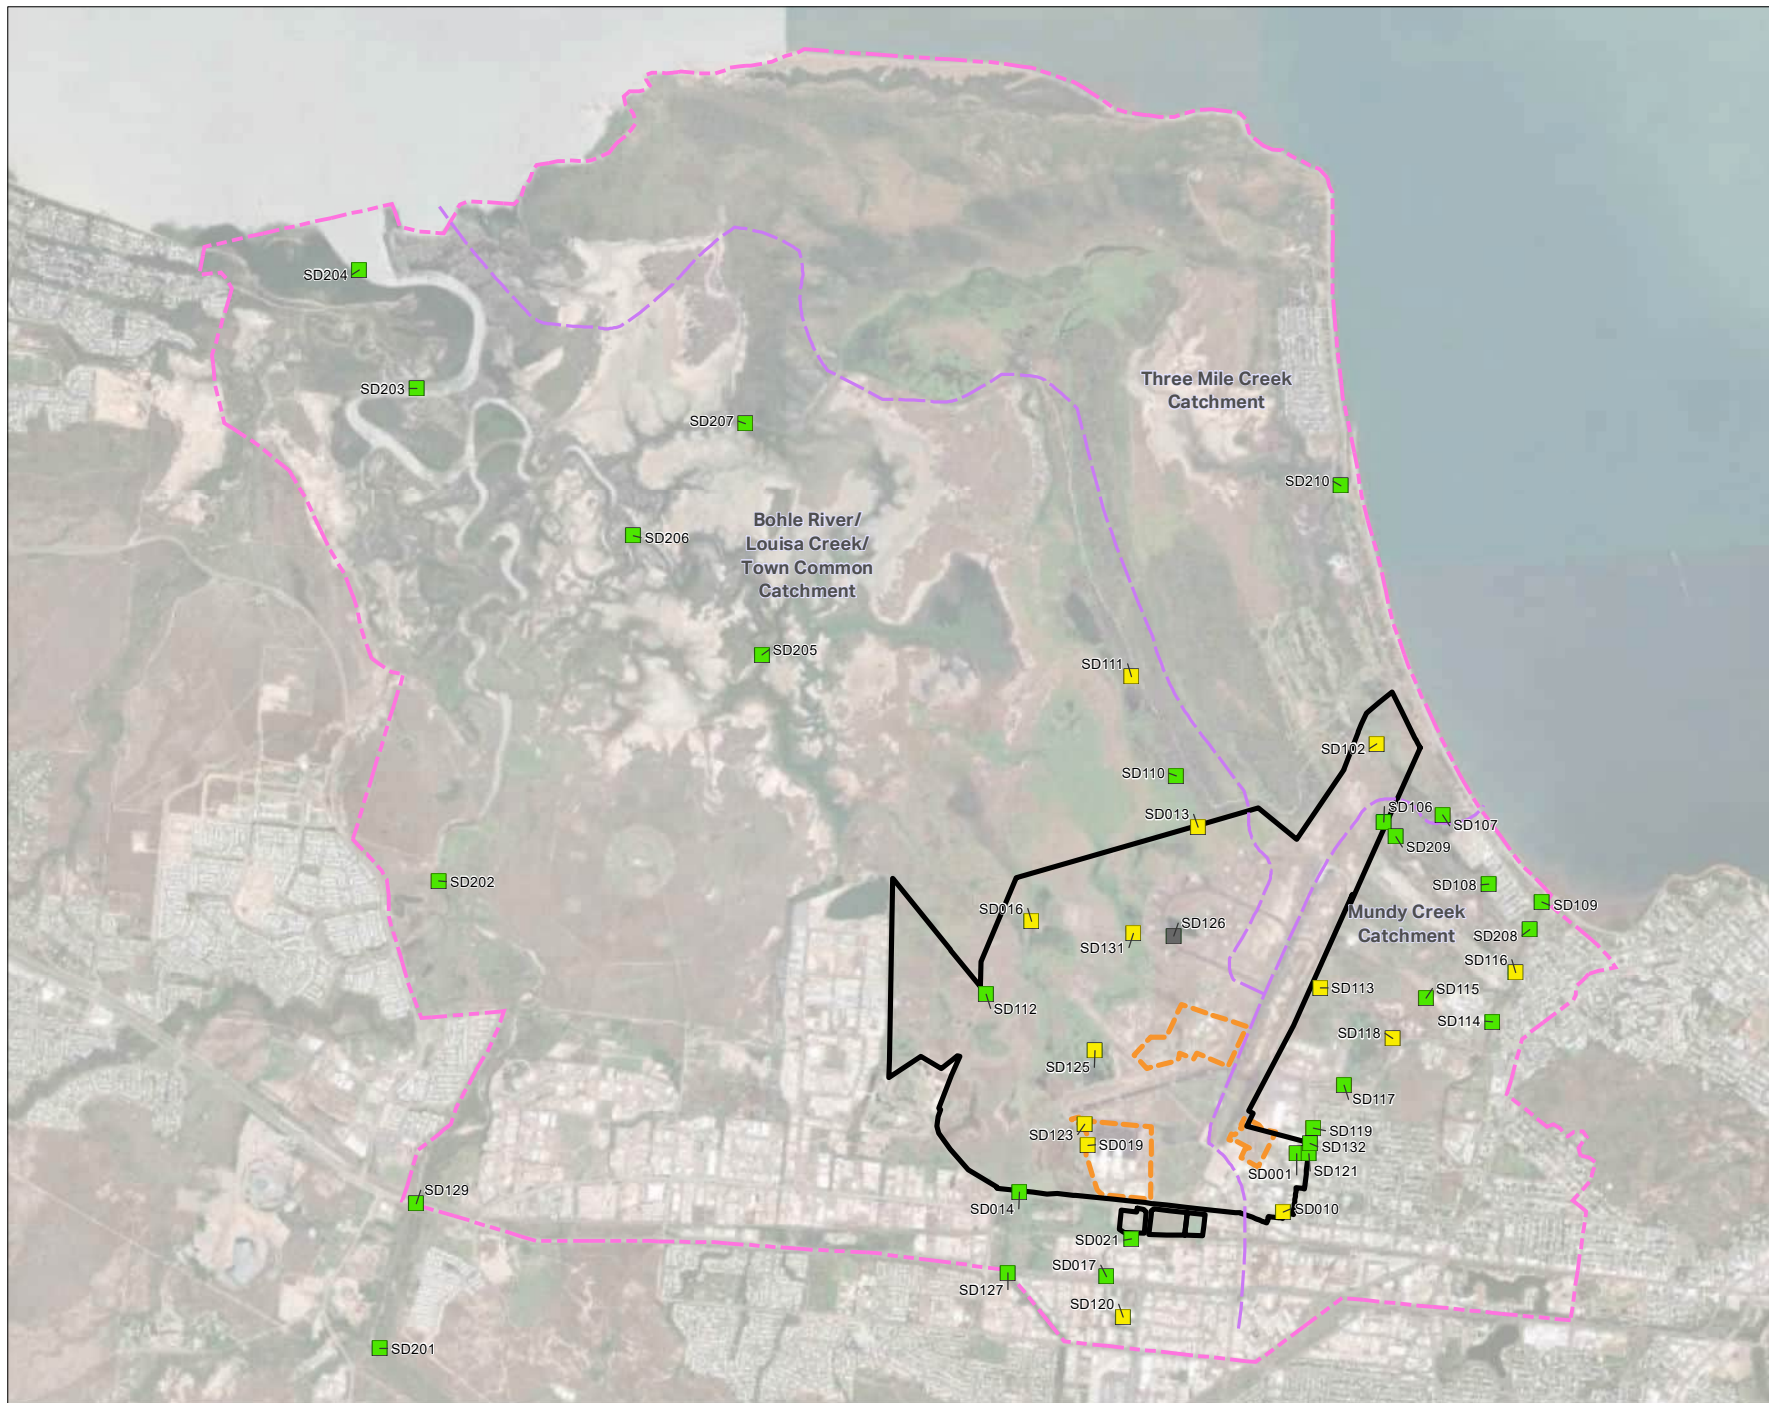 SD204
SD203
Three Mile Creek
Catchment
SD207
SD210
Bohle River/
Louisa Creek/
Town Common
Catchment
SD206
SD205
SD111
SD102
SD110
SD013
SD106
SD107
SD209
SD202
SD108
SD109
SD016
SD126
Mundy Creek
Catchment
SD208
SD131
SD116
SD113
SD115
SD112
SD114
SD118
SD125
SD117
SD123
SD119
SD019
SD132
SD001
SD121
SD129
SD014
SD010
SD021
SD017
SD127
SD120
SD201